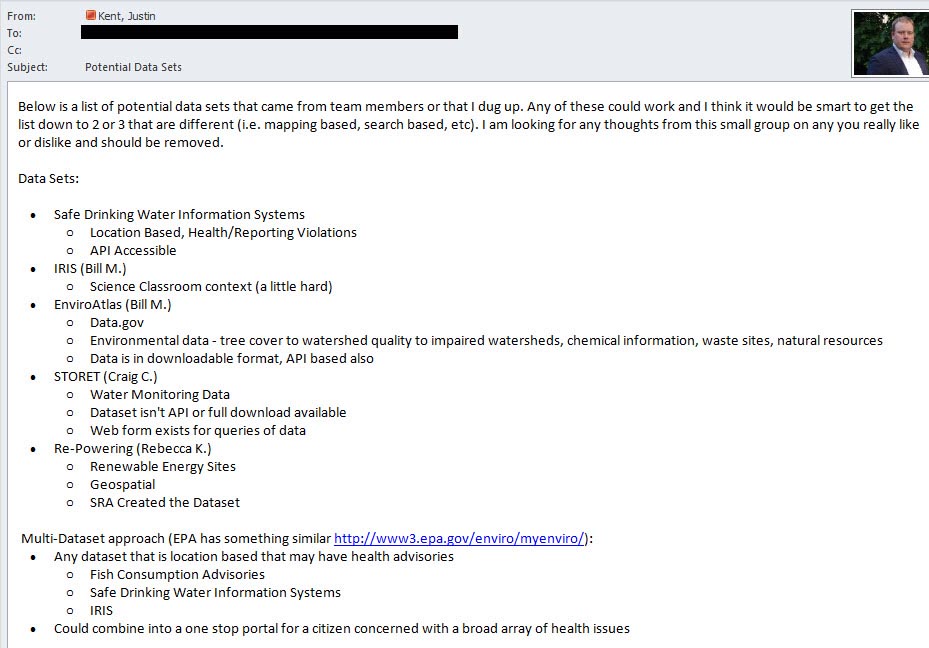 From: Kent, Justin
To:
Cc:
Subject: Potential Data Sets
Below is a list of potential data sets that came from team members or that I dug up. Any of these could work and I think it would be smart to get the
list down to 2 or 3 that are different (i.e. mapping based, search based, etc). I am looking for any thoughts from this small group on any you really like
or dislike and should be removed.
Data Sets:
• Safe Drinking Water Information Systems
o Location Based, Health/Reporting Violations
o API Accessible
• IRIS (Bill M.)
o Science Classroom context (a little hard)
• EnviroAtlas (Bill M.)
o Data.gov
o Environmental data - tree cover to watershed quality to impaired watersheds, chemical information, waste sites, natural resources
o Data is in downloadable format, API based also
• STORET (Craig C.)
o Water Monitoring Data
o Dataset isn't API or full download available
o Web form exists for queries of data
• Re-Powering (Rebecca K.)
o Renewable Energy Sites
o Geospatial
o SRA Created the Dataset
Multi-Dataset approach (EPA has something similar http://www3.epa.gov/enviro/myenviro/):
• Any dataset that is location based that may have health advisories
o Fish Consumption Advisories
o Safe Drinking Water Information Systems
o IRIS
• Could combine into a one stop portal for a citizen concerned with a broad array of health issues